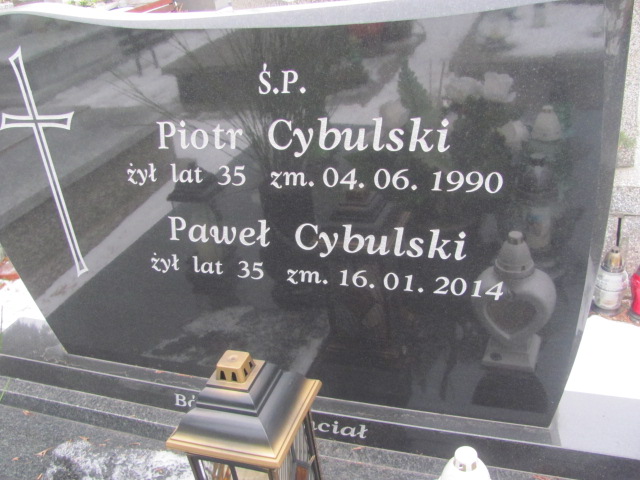 Ś.P.
Piotr Cybulski
żył lat 35 zm. 04. 06. 1990
Paweł Cybulski
żył lat 35 zm. 16. 01. 2014